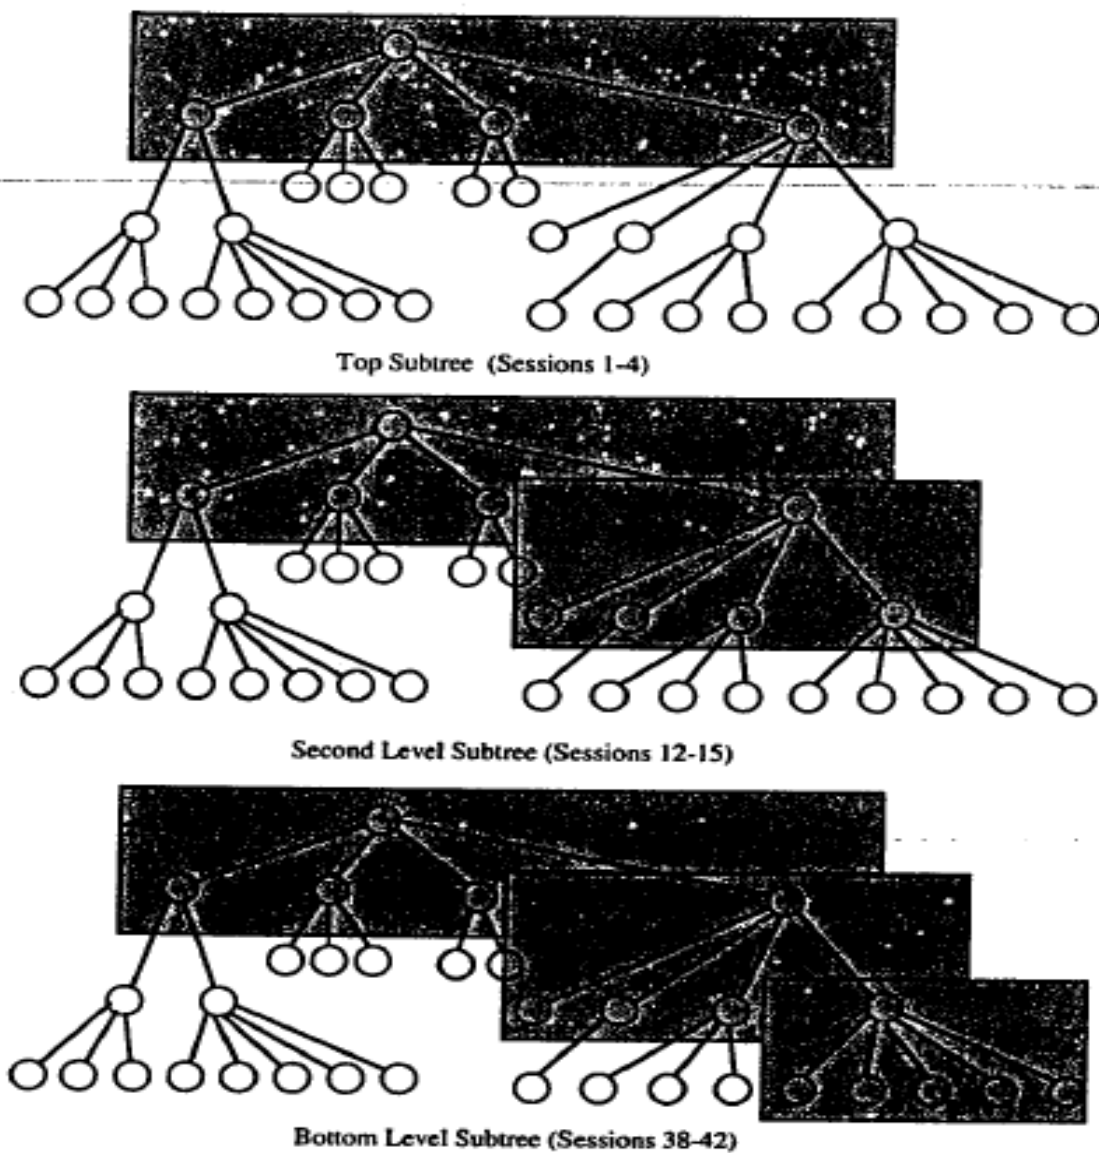 Top Subtree (Sessions 1-4)
Second Level Subtree (Sessions 12-15)
Bottom Level Subtree (Sessions 38-42)